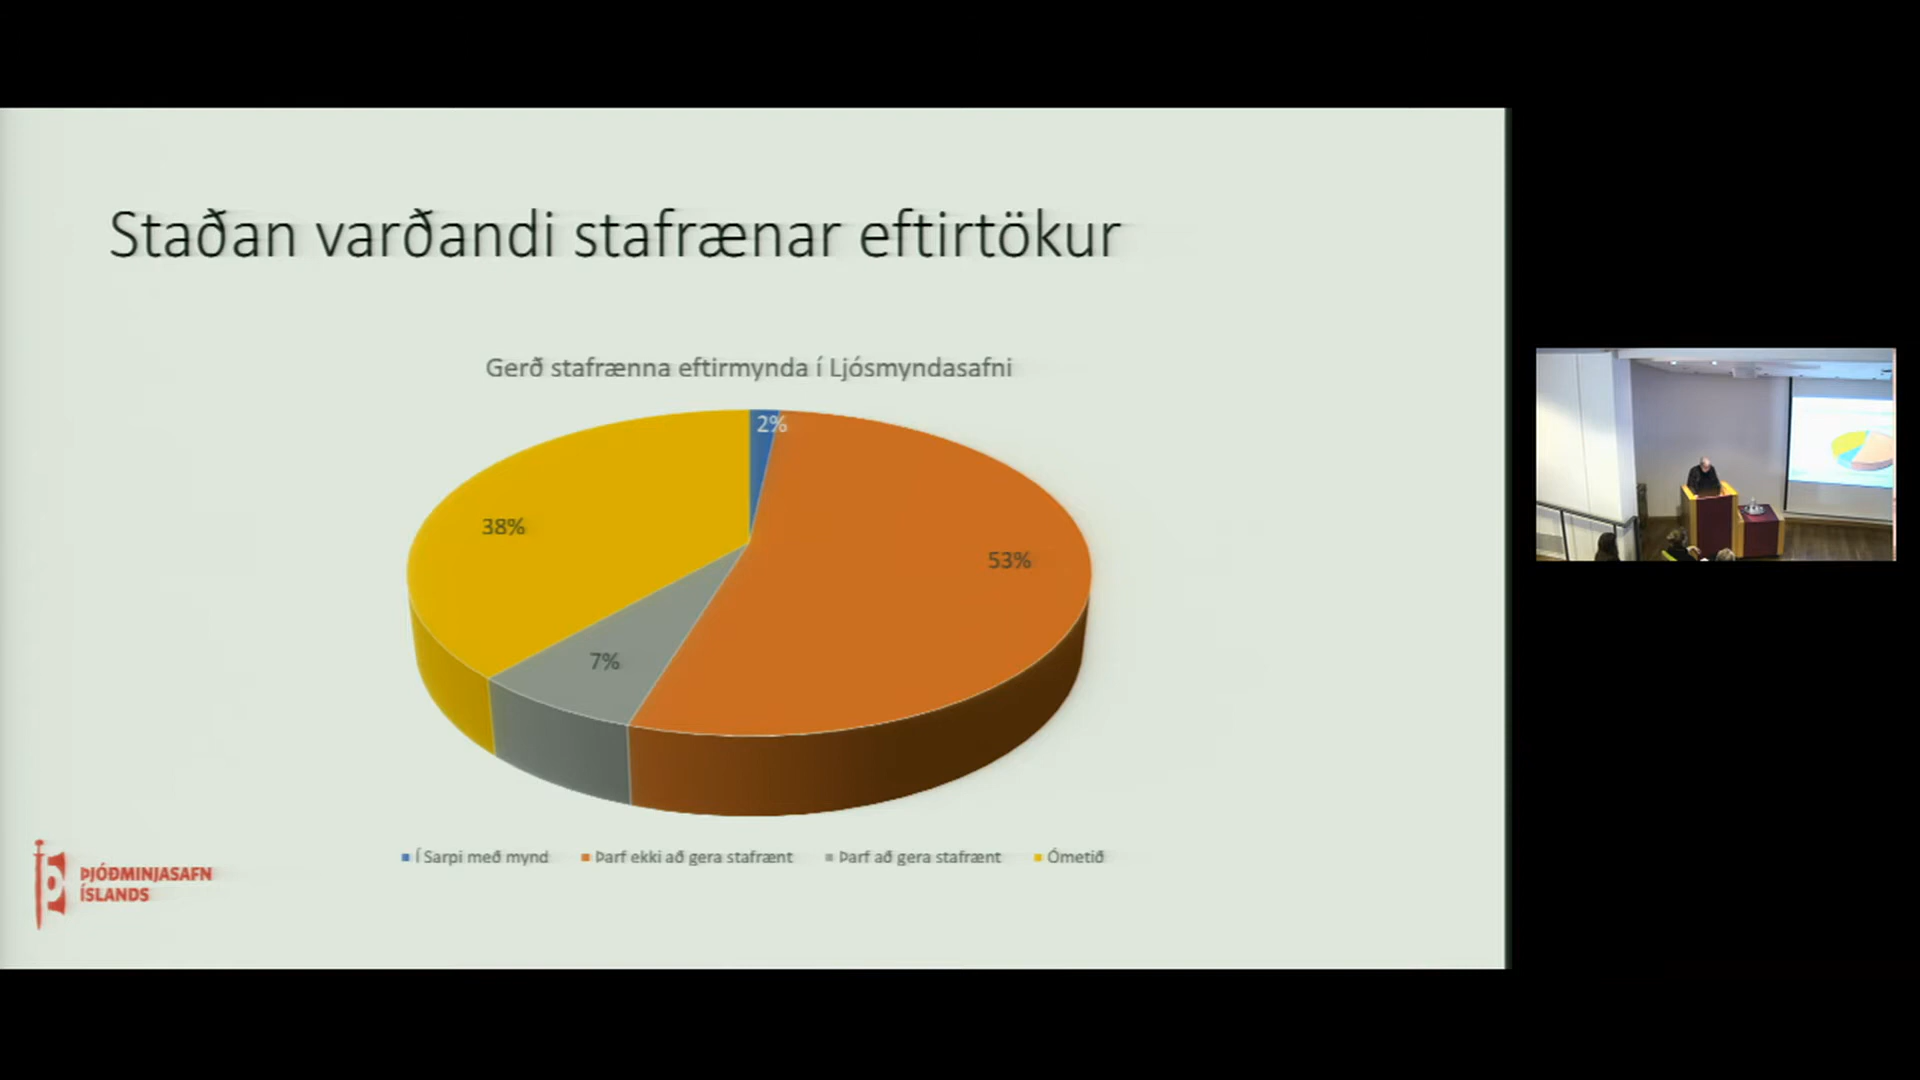 Staðan varðandi stafrænar eftirtökur
Gerð stafrænna eftirmynda í Ljósmyndasafni
2%
38%
53%
7%
Í Sarpi með mynd
Þarf ekki að gera stafrænt
Þarf að gera stafrænt
Ómetið
ÞJÓÐMINJASAFN
ÍSLANDS